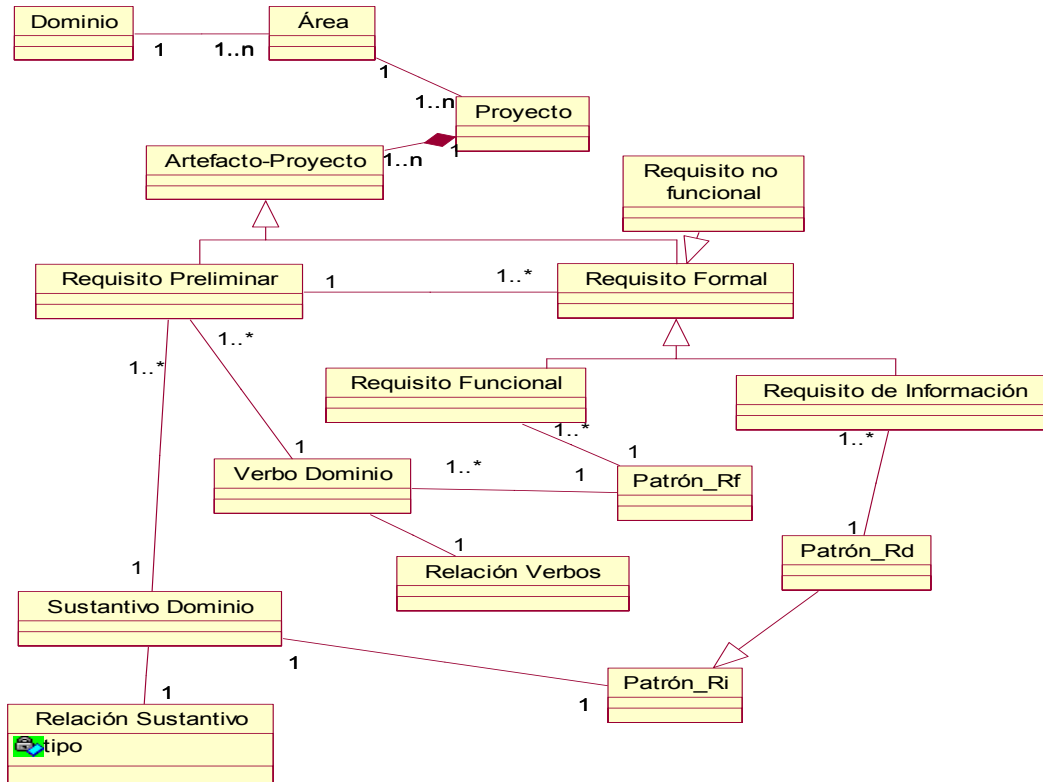 Dominio
Área
1
1..n
1
1..n
Proyecto
1
1..n
Artefacto-Proyecto
Requisito no
funcional
Requisito Preliminar
1
1..*
Requisito Formal
1..*
1..*
Requisito Funcional
Requisito de Información
1..*
1..*
1
1
Verbo Dominio
1..*
1
Patrón_Rf
1
1
Patrón_Rd
Relación Verbos
1
Sustantivo Dominio
1
1
Patrón_Ri
1
Relación Sustantivo
tipo